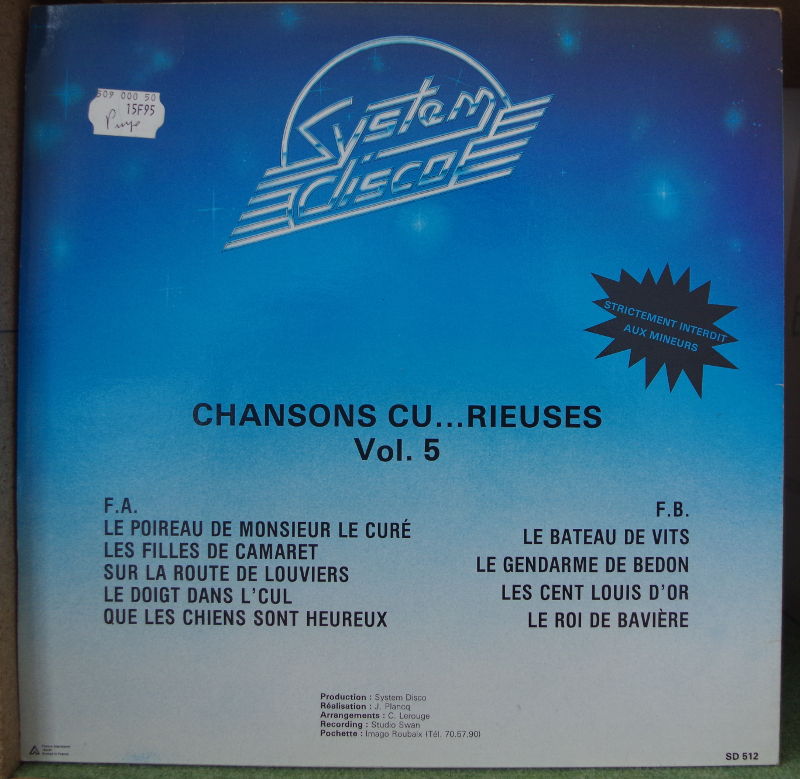 509 000 50
15F95
System
disco
STRICTEMENT INTERDIT
AUX MINEURS
CHANSONS CU...RIEUSES
Vol. 5
F.A.
LE POIREAU DE MONSIEUR LE CURÉ
LES FILLES DE CAMARET
SUR LA ROUTE DE LOUVIERS
LE DOIGT DANS L'CUL
QUE LES CHIENS SONT HEUREUX
F.B.
LE BATEAU DE VITS
LE GENDARME DE BEDON
LES CENT LOUIS D'OR
LE ROI DE BAVIÈRE
Production : System Disco
Réalisation : J. Plancq
Arrangements : C. Lerouge
Recording : Studio Swan
Pochette : Imago Roubaix (Tél. 70.57.90)
SD 512